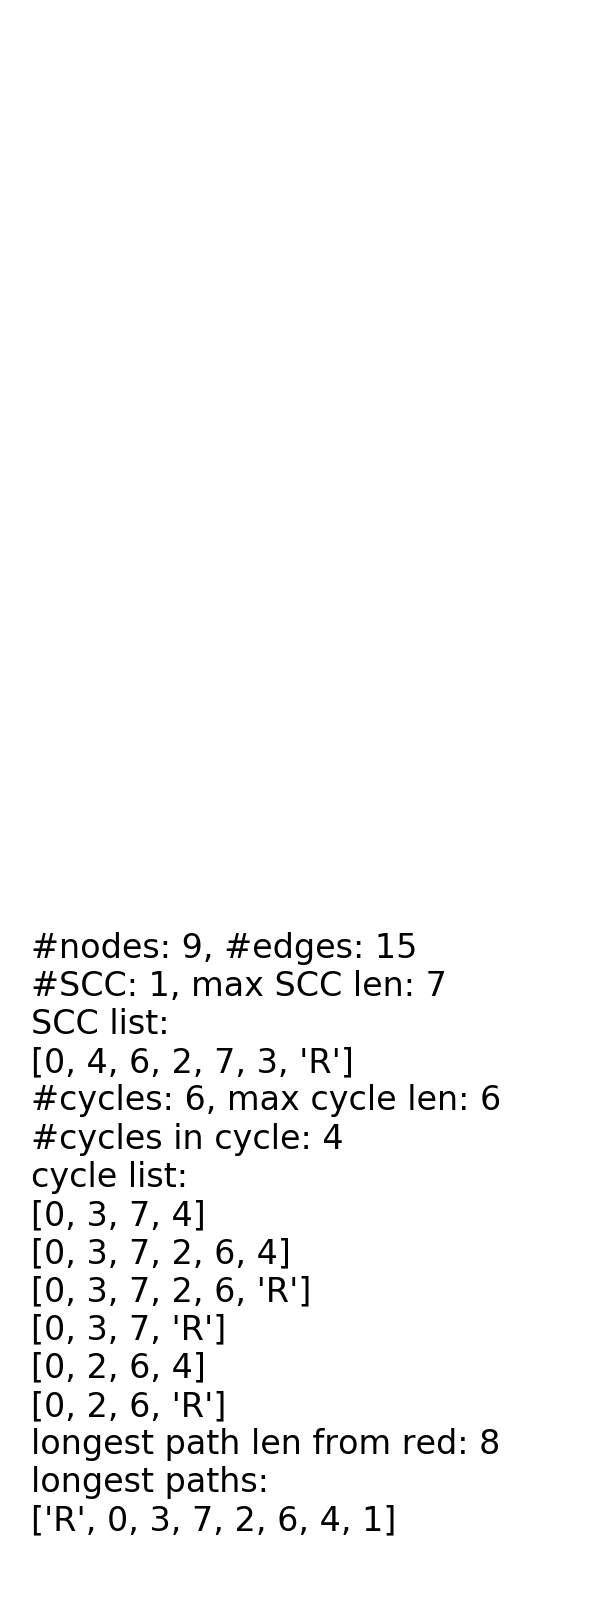 #nodes: 9, #edges: 15
#SCC: 1, max SCC len: 7
SCC list:
[0, 4, 6, 2, 7, 3, 'R']
#cycles: 6, max cycle len: 6
#cycles in cycle: 4
cycle list:
[0, 3, 7, 4]
[0, 3, 7, 2, 6, 4]
[0, 3, 7, 2, 6, 'R']
[0, 3, 7, 'R']
[0, 2, 6, 4]
[0, 2, 6, 'R']
longest path len from red: 8
longest paths:
['R', 0, 3, 7, 2, 6, 4, 1]